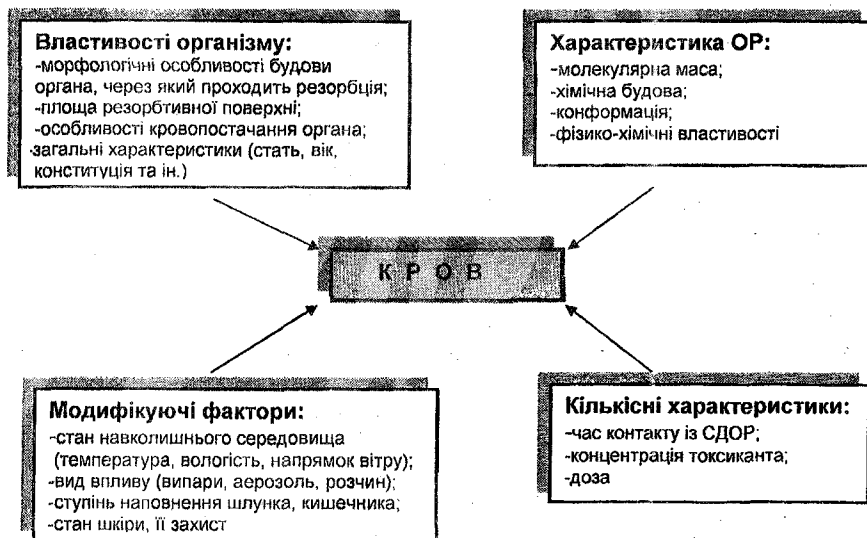 Властивості організму:
-морфологічні особливості будови
органа, через який проходить резорбція;
-площа резорбтивної поверхні;
-особливості кровопостачання органа;
-загальні характеристики (стать, вік,
конституція та ін.)
Характеристика ОР:
-молекулярна маса;
-хімічна будова;
-конформація;
-фізико-хімічні властивості
К Р О В
Модифікуючі фактори:
-стан навколишнього середовища
(температура, вологість, напрямок вітру);
-вид впливу (випари, аерозоль, розчин);
-ступінь наповнення шлунка, кишечника;
-стан шкіри, її захист
Кількісні характеристики:
-час контакту із СДОР;
-концентрація токсиканта;
-доза